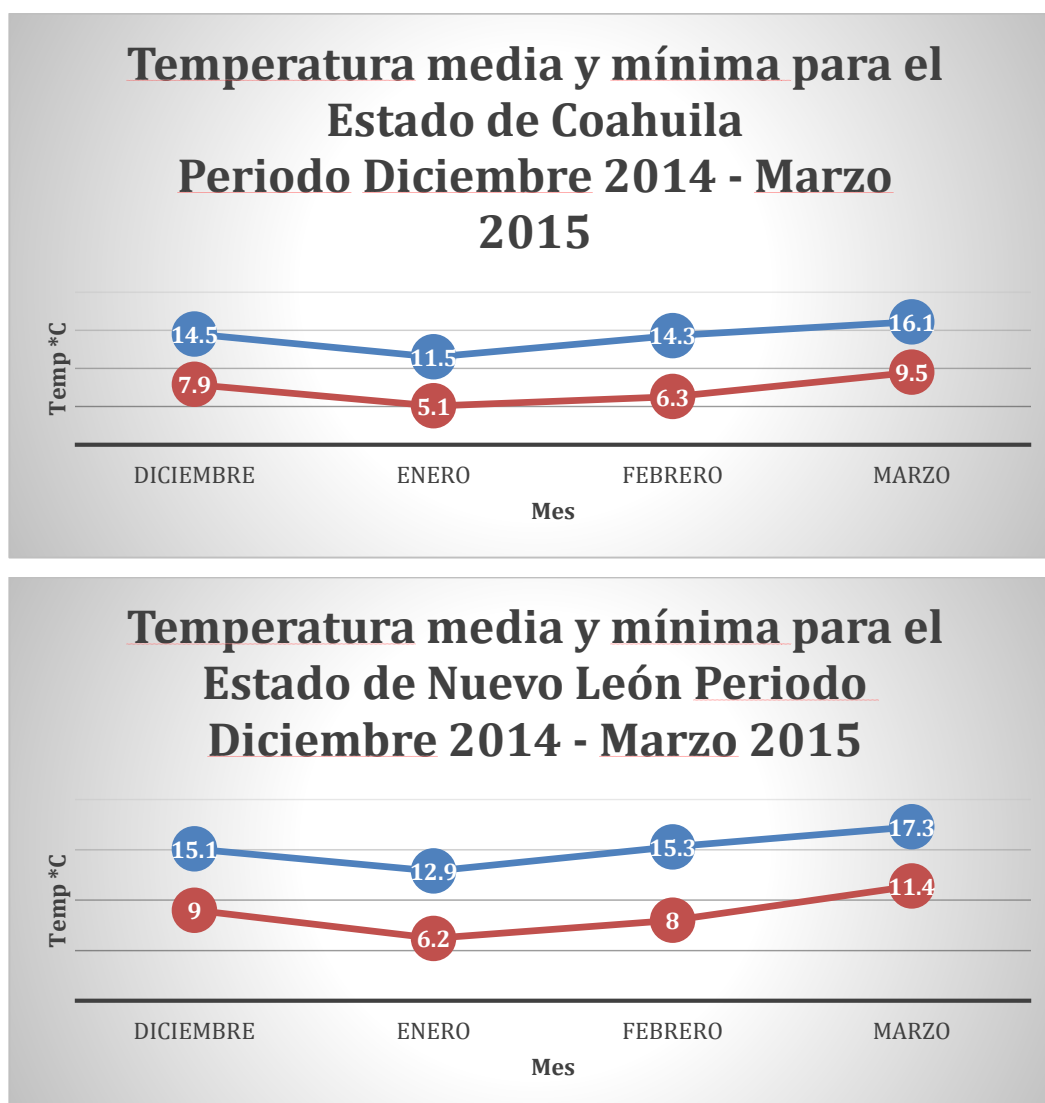 Temperatura media y mínima para el
Estado de Coahuila
Periodo Diciembre 2014 - Marzo
2015
Temp *C
14.5
11.5
14.3
16.1
7.9
5.1
6.3
9.5
DICIEMBRE
ENERO
FEBRERO
MARZO
Mes
Temperatura media y mínima para el
Estado de Nuevo León Periodo
Diciembre 2014 - Marzo 2015
Temp *C
15.1
12.9
15.3
17.3
9
6.2
8
11.4
DICIEMBRE
ENERO
FEBRERO
MARZO
Mes